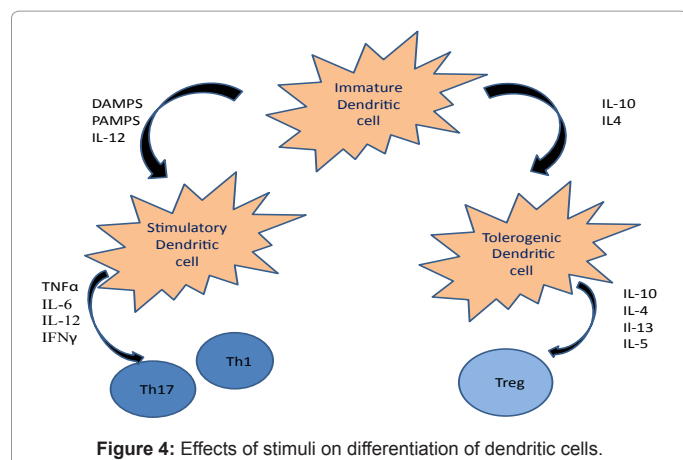 Immature
Dendritic
cell
DAMPS
PAMPS
IL-12
IL-10
IL4
Stimulatory
Dendritic
cell
Tolerogenic
Dendritic
cell
TNFα
IL-6
IL-12
IFNγ
IL-10
IL-4
Il-13
IL-5
Th17
Th1
Treg
Figure 4: Effects of stimuli on differentiation of dendritic cells.